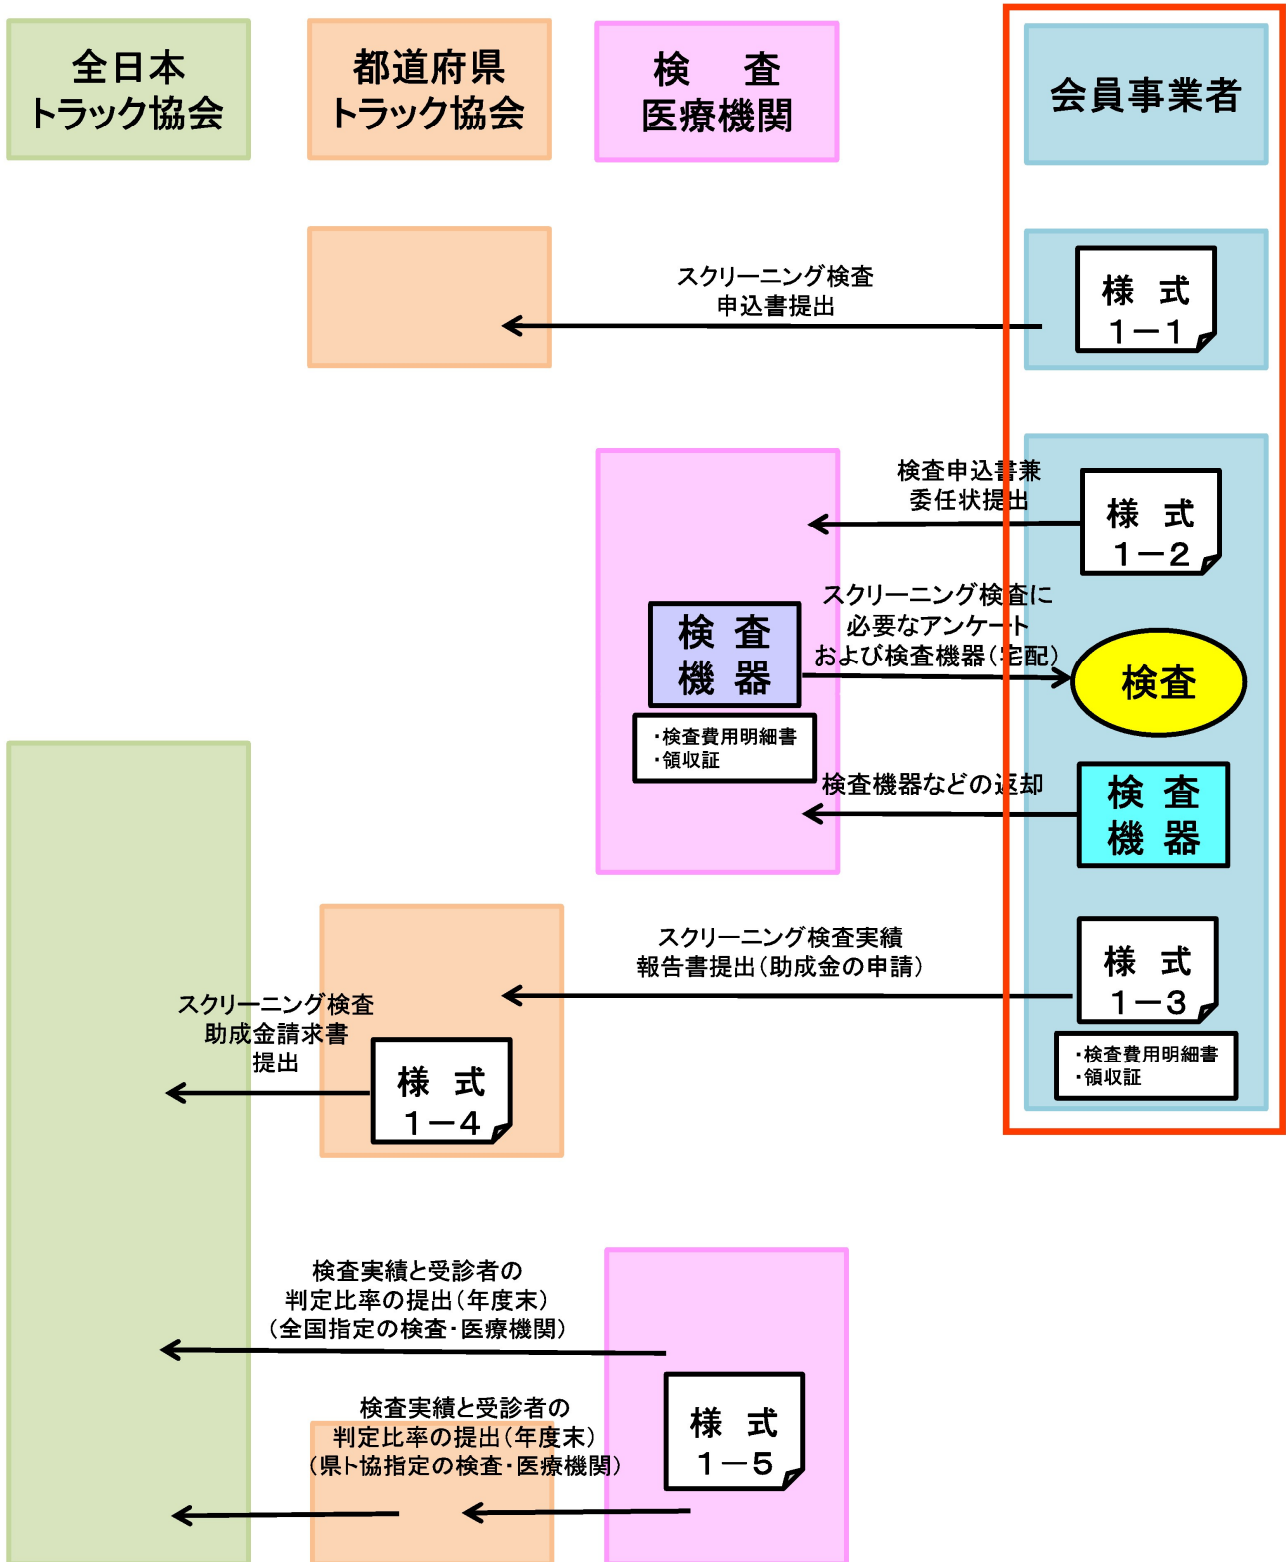 全日本
トラック協会
都道府県
トラック協会
検　査
医療機関
会員事業者
スクリーニング検査
申込書提出
様 式
1－1
検査申込書兼
委任状提出
様 式
1－2
スクリーニング検査に
必要なアンケート
および検査機器（宅配）
検 査
機 器
・検査費用明細書
・領収証
検査
検査機器などの返却
検 査
機 器
スクリーニング検査実績
報告書提出（助成金の申請）
様 式
1－3
・検査費用明細書
・領収証
スクリーニング検査
助成金請求書
提出
様 式
1－4
検査実績と受診者の
判定比率の提出（年度末）
（全国指定の検査・医療機関）
検査実績と受診者の
判定比率の提出（年度末）
（県ト協指定の検査・医療機関）
様 式
1－5